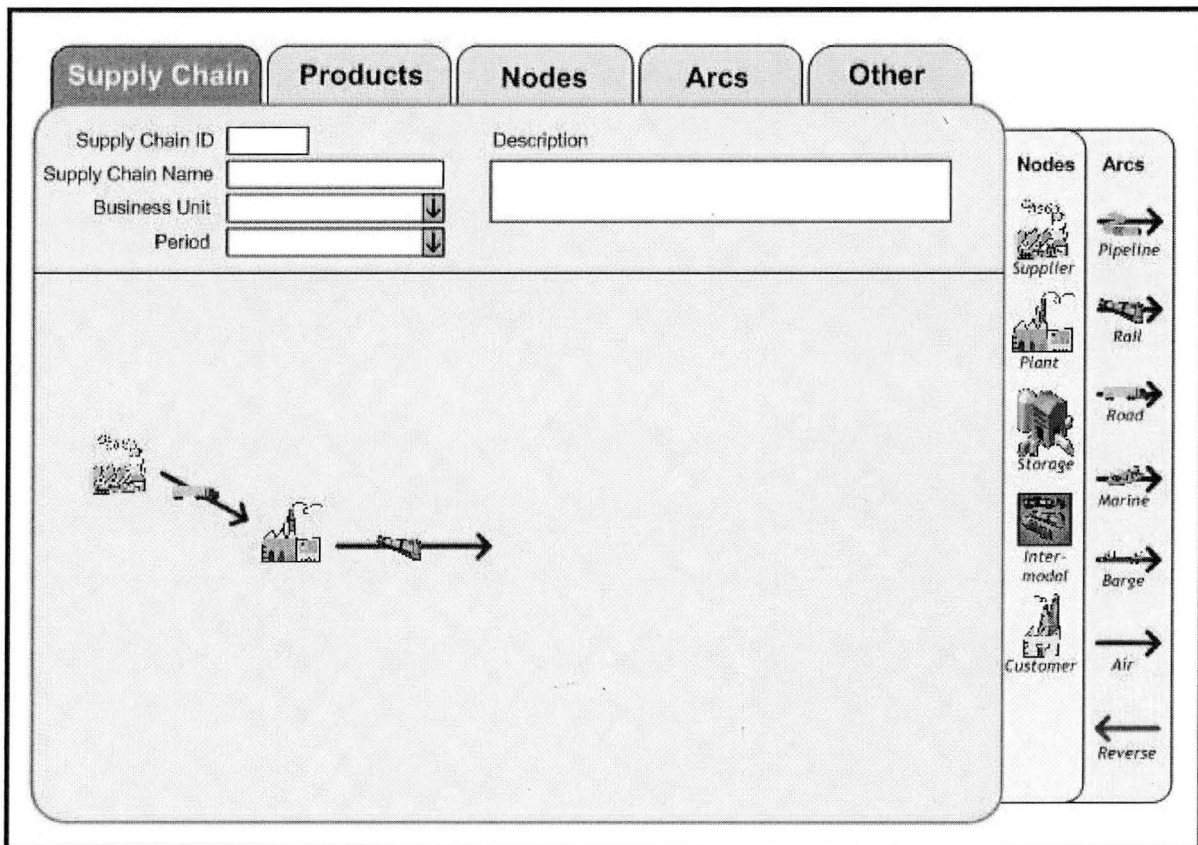 Supply Chain
Products
Nodes
Arcs
Other
Supply Chain ID
Description
Supply Chain Name
Business Unit
Period
Nodes
Supplier
Plant
Storage
Inter-
modal
Customer
Arcs
Pipeline
Rail
Road
Marine
Barge
Air
Reverse